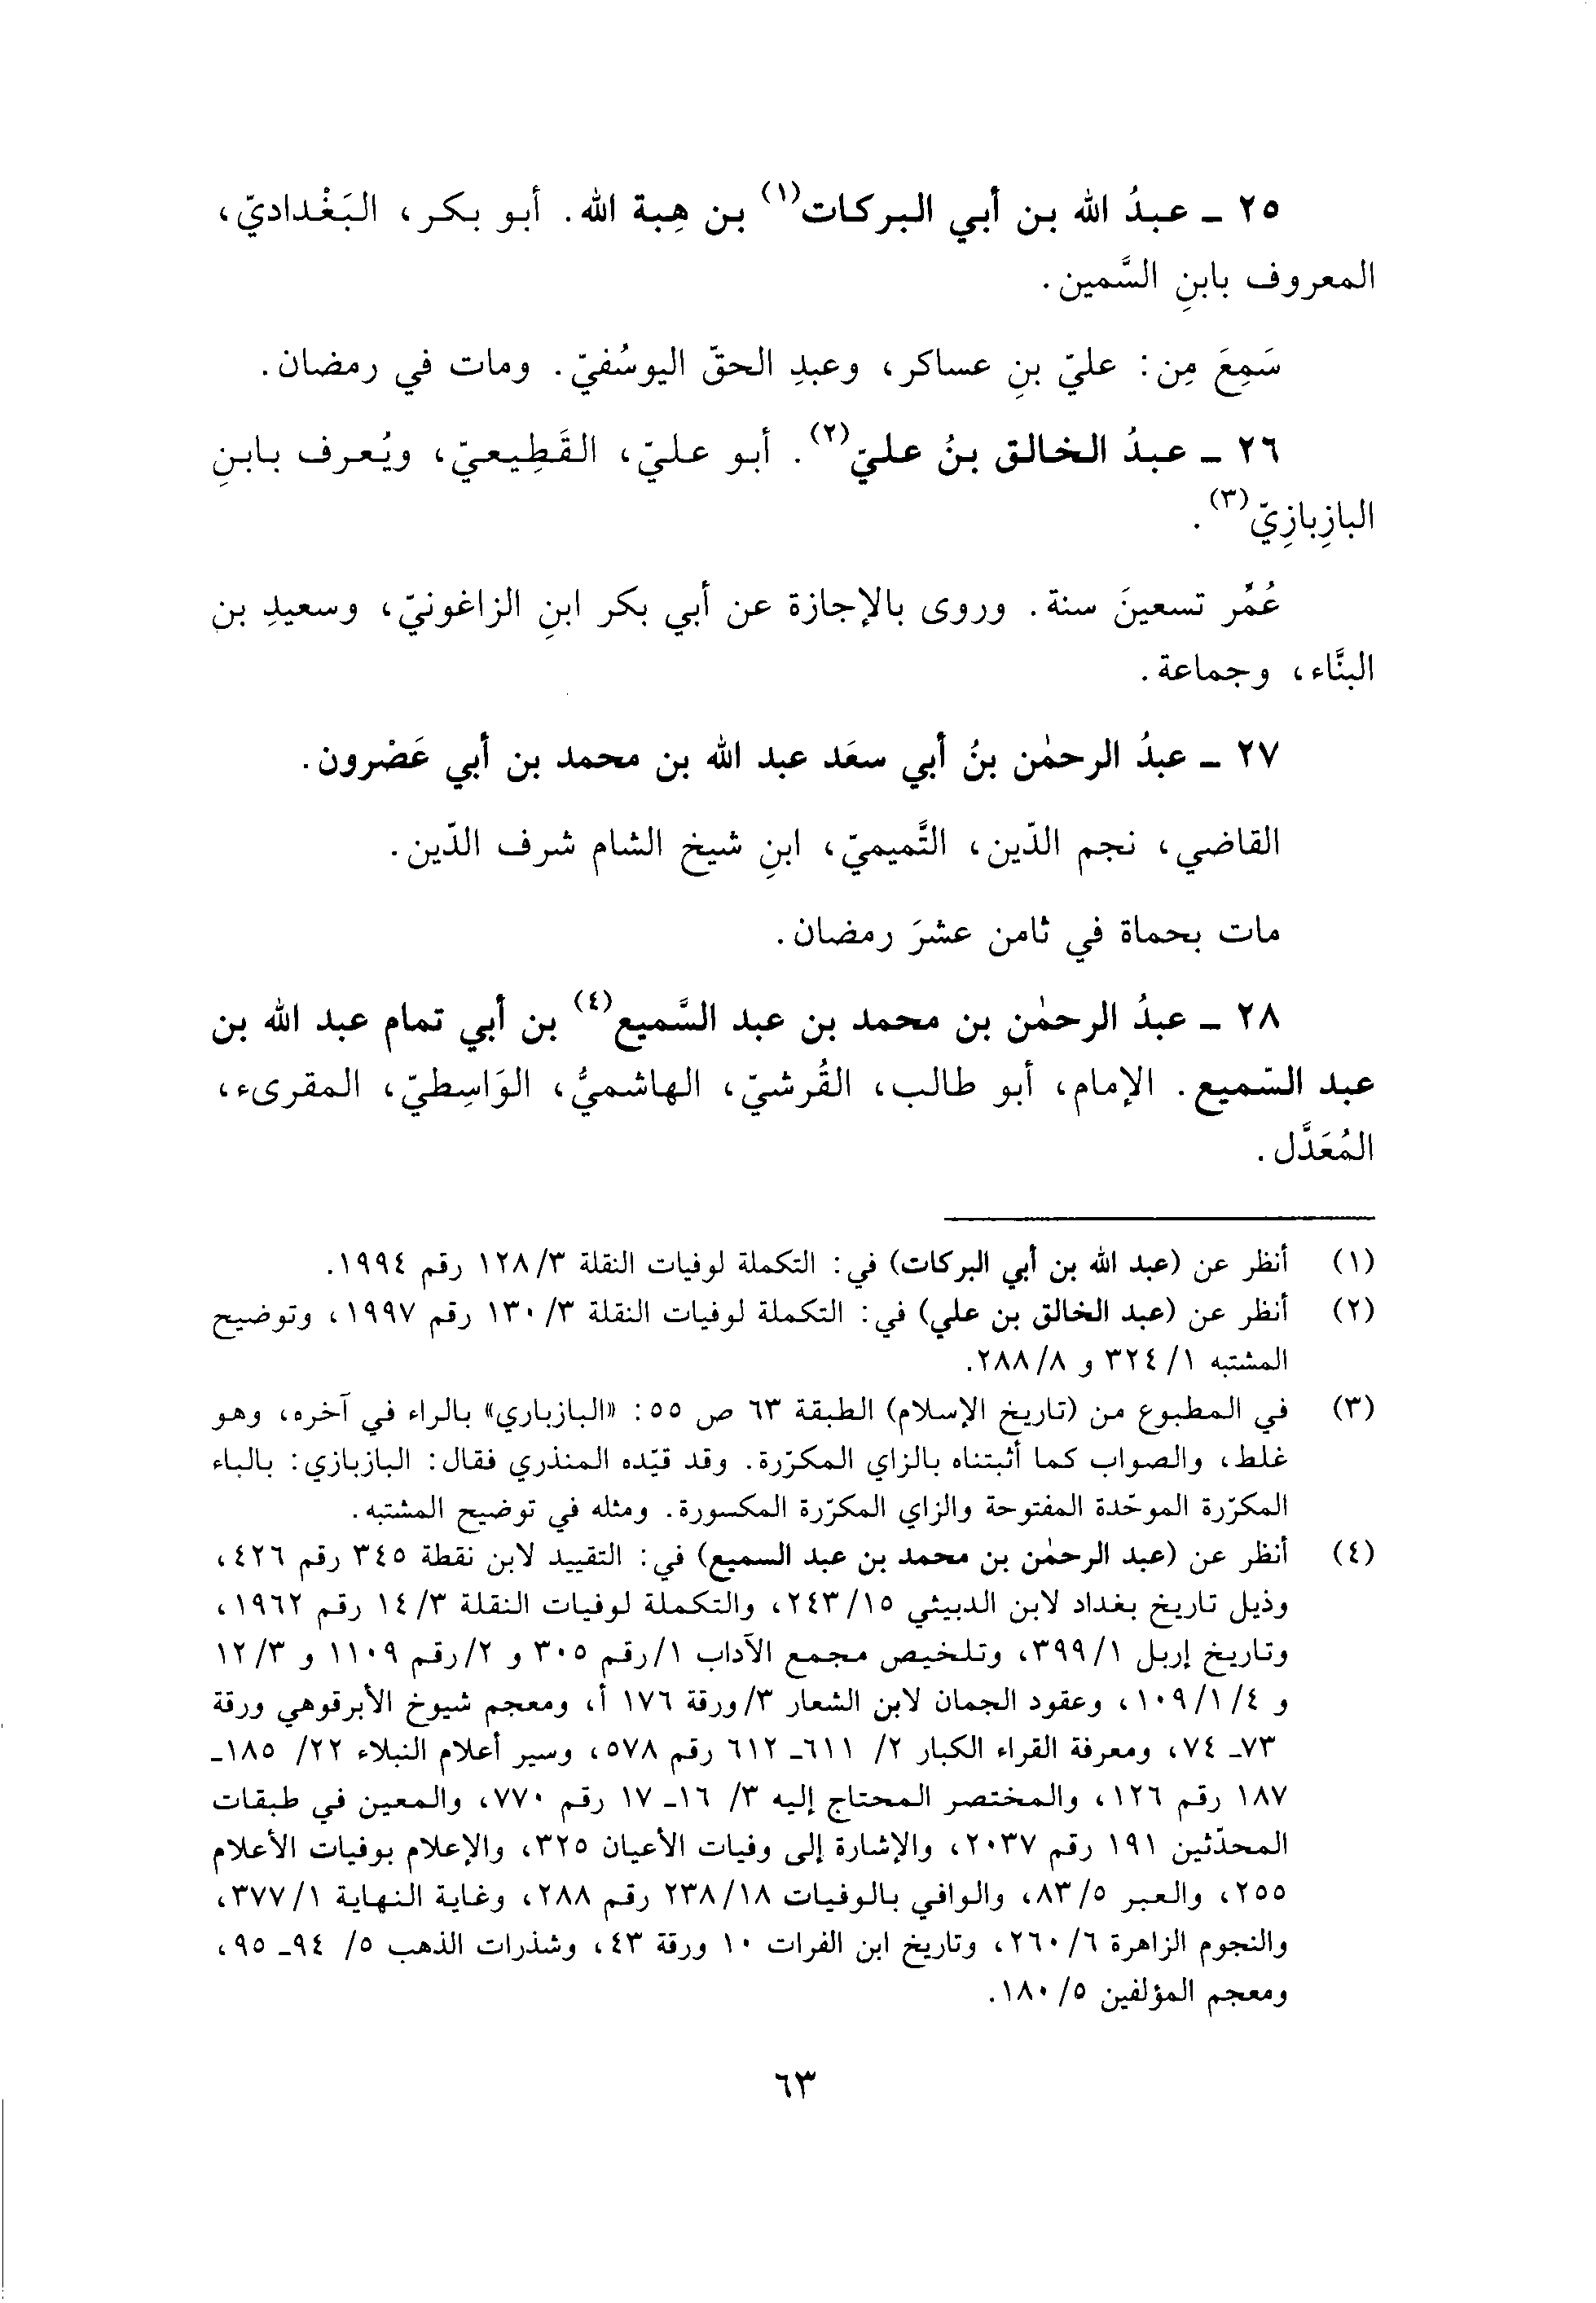 ٢٥ ـ عبدُ الله بن أبي البركات(١) بن هِبة الله. أبو بكر، البَغْداديّ،
المعروف بابنِ السَّمين.
سَمِعَ مِن: عليّ بنِ عساكر، وعبدِ الحقّ اليوسُفيّ. ومات في رمضان.
٢٦ ـ عبدُ الخالق بنُ عليّ(٢). أبو عليّ، القَطِيعيّ، ويُعرف بابنِ
البازِبازِيّ(٣).
عُمِّر تسعينَ سنة. وروى بالإجازة عن أبي بكر ابنِ الزاغونيّ، وسعيدِ بن
البنَّاء، وجماعة.
٢٧ ـ عبدُ الرحمٰن بنُ أبي سعَد عبد الله بن محمد بن أبي عَصْرون.
القاضي، نجم الدّين، التَّميميّ، ابنِ شيخ الشام شرف الدّين.
مات بحماة في ثامن عشرَ رمضان.
٢٨ ـ عبدُ الرحمٰن بن محمد بن عبد السَّميع(٤) بن أبي تمام عبد الله بن
عبد السّميع. الإمام، أبو طالب، القُرشيّ، الهاشميُّ، الوَاسِطيّ، المقرىء،
المُعَدَّل.
(١) أنظر عن (عبد الله بن أبي البركات) في: التكملة لوفيات النقلة ٣/ ١٢٨ رقم ١٩٩٤.
(٢) أنظر عن (عبد الخالق بن علي) في: التكملة لوفيات النقلة ٣/ ١٣٠ رقم ١٩٩٧، وتوضيح
المشتبه ١/ ٣٢٤ و ٨/ ٢٨٨.
(٣) في المطبوع من (تاريخ الإسلام) الطبقة ٦٣ ص ٥٥: «البازباري» بالراء في آخره، وهو
غلط، والصواب كما أثبتناه بالزاي المكرّرة. وقد قيّده المنذري فقال: البازبازي: بالباء
المكرّرة الموحّدة المفتوحة والزاي المكرّرة المكسورة. ومثله في توضيح المشتبه.
(٤) أنظر عن (عبد الرحمٰن بن محمد بن عبد السميع) في: التقييد لابن نقطة ٣٤٥ رقم ٤٢٦،
وذيل تاريخ بغداد لابن الدبيثي ١٥/ ٢٤٣، والتكملة لوفيات النقلة ٣/ ١٤ رقم ١٩٦٢،
وتاريخ إربل ١/ ٣٩٩، وتلخيص مجمع الآداب ١/رقم ٣٠٥ و ٢/رقم ١١٠٩ و ٣/ ١٢
و ٤/ ١/ ١٠٩، وعقود الجمان لابن الشعار ٣/ورقة ١٧٦ أ، ومعجم شيوخ الأبرقوهي ورقة
٧٣ـ ٧٤، ومعرفة القراء الكبار ٢/ ٦١١ـ ٦١٢ رقم ٥٧٨، وسير أعلام النبلاء ٢٢/ ١٨٥ـ
١٨٧ رقم ١٢٦، والمختصر المحتاج إليه ٣/ ١٦ـ ١٧ رقم ٧٧٠، والمعين في طبقات
المحدّثين ١٩١ رقم ٢٠٣٧، والإشارة إلى وفيات الأعيان ٣٢٥، والإعلام بوفيات الأعلام
٢٥٥، والعبر ٥/ ٨٣، والوافي بالوفيات ١٨/ ٢٣٨ رقم ٢٨٨، وغاية النهاية ١/ ٣٧٧،
والنجوم الزاهرة ٦/ ٢٦٠، وتاريخ ابن الفرات ١٠ ورقة ٤٣، وشذرات الذهب ٥/ ٩٤ـ ٩٥،
ومعجم المؤلفين ٥/ ١٨٠.
٦٣